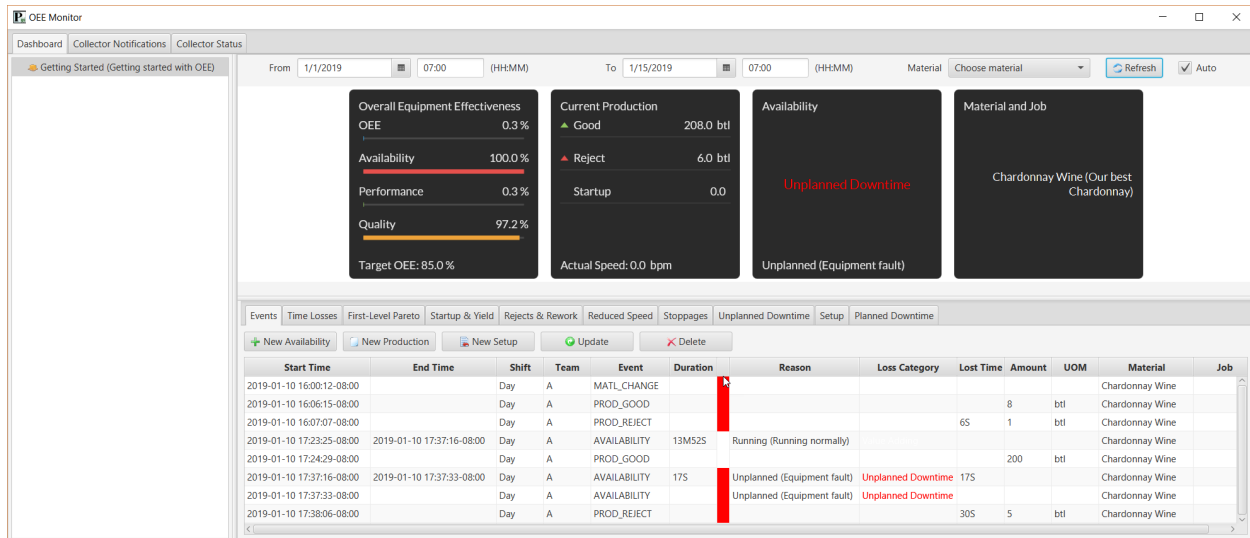 OEE Monitor
Dashboard Collector Notifications Collector Status
Getting Started (Getting started with OEE)
From 1/1/2019 07:00 (HH:MM) To 1/15/2019 07:00 (HH:MM) Material Choose material Refresh Auto
Overall Equipment Effectiveness
OEE 0.3 %
Availability 100.0 %
Performance 0.3 %
Quality 97.2 %
Target OEE: 85.0 %
Current Production
Good 208.0 btl
Reject 6.0 btl
Startup 0.0
Actual Speed: 0.0 bpm
Availability
Unplanned Downtime
Unplanned (Equipment fault)
Material and Job
Chardonnay Wine (Our best
Chardonnay)
Events Time Losses First-Level Pareto Startup & Yield Rejects & Rework Reduced Speed Stoppages Unplanned Downtime Setup Planned Downtime
New Availability New Production New Setup Update Delete
Start Time End Time Shift Team Event Duration Reason Loss Category Lost Time Amount UOM Material Job
2019-01-10 16:00:12-08:00 Day A MATL_CHANGE Chardonnay Wine
2019-01-10 16:06:15-08:00 Day A PROD_GOOD 8 btl Chardonnay Wine
2019-01-10 16:07:07-08:00 Day A PROD_REJECT 6S 1 btl Chardonnay Wine
2019-01-10 17:23:25-08:00 2019-01-10 17:37:16-08:00 Day A AVAILABILITY 13M52S Running (Running normally) Chardonnay Wine
2019-01-10 17:24:29-08:00 Day A PROD_GOOD 200 btl Chardonnay Wine
2019-01-10 17:37:16-08:00 2019-01-10 17:37:33-08:00 Day A AVAILABILITY 17S Unplanned (Equipment fault) Unplanned Downtime 17S Chardonnay Wine
2019-01-10 17:37:33-08:00 Day A AVAILABILITY Unplanned (Equipment fault) Unplanned Downtime Chardonnay Wine
2019-01-10 17:38:06-08:00 Day A PROD_REJECT 30S 5 btl Chardonnay Wine